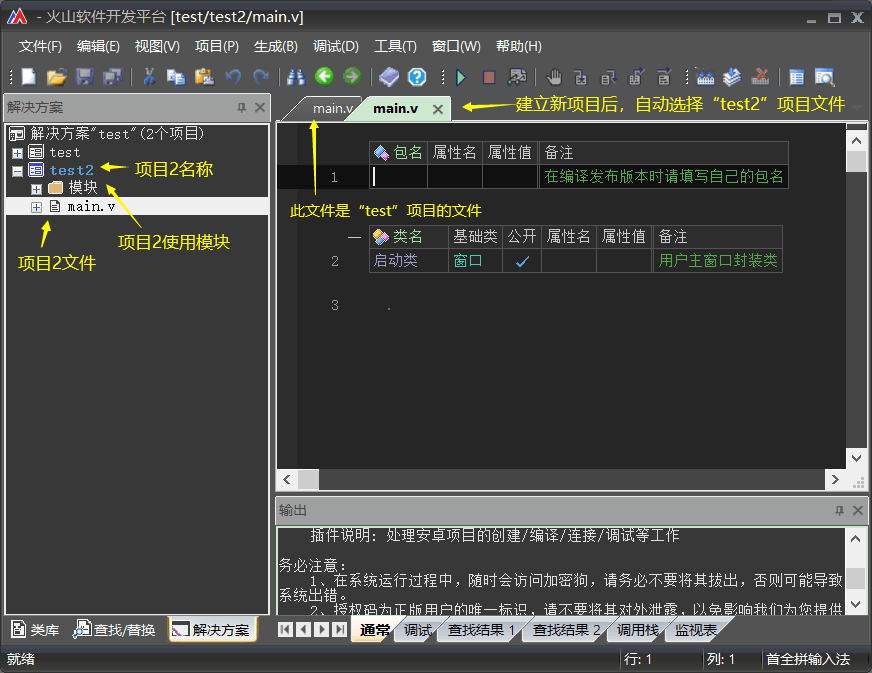 - 火山软件开发平台 [test/test2/main.v]
文件(F) 编辑(E) 视图(V) 项目(P) 生成(B) 调试(D) 工具(T) 窗口(W) 帮助(H)
解决方案
解决方案"test"(2个项目)
test
test2
项目2名称
模块
main.v
项目2使用模块
项目2文件
main.v
main.v
建立新项目后，自动选择“test2”项目文件
包名 属性名 属性值 备注
1 在编译发布版本时请填写自己的包名
此文件是“test”项目的文件
类名 基础类 公开 属性名 属性值 备注
2 启动类 窗口 用户主窗口封装类
3
输出
插件说明: 处理安卓项目的创建/编译/连接/调试等工作
务必注意:
1、在系统运行过程中，随时会访问加密狗，请务必不要将其拔出，否则可能导致
系统出错。
2、授权码为正版用户的唯一标识，请不要将其对外泄露，以免影响我们为您提供
类库 查找/替换 解决方案
通常 调试 查找结果 1 查找结果 2 调用栈 监视表
就绪 行: 1 列: 1 首全拼输入法